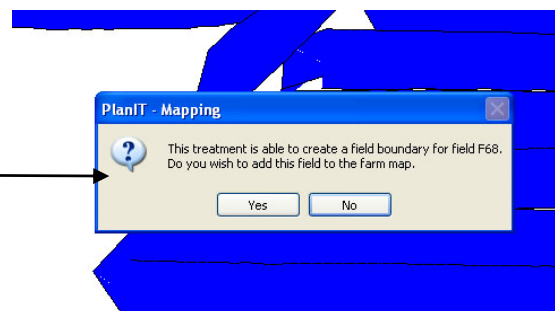 PlanIT - Mapping
This treatment is able to create a field boundary for field F68.
Do you wish to add this field to the farm map.
Yes No